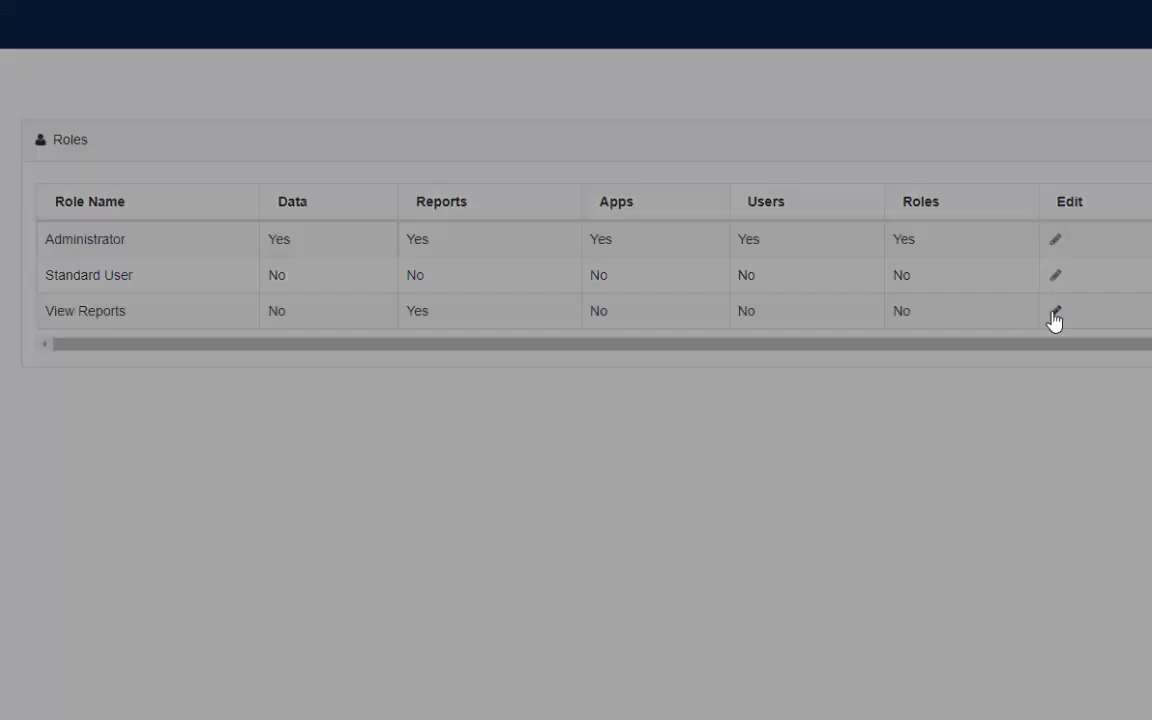 Roles
Role Name Data Reports Apps Users Roles Edit
Administrator Yes Yes Yes Yes Yes
Standard User No No No No No
View Reports No Yes No No No